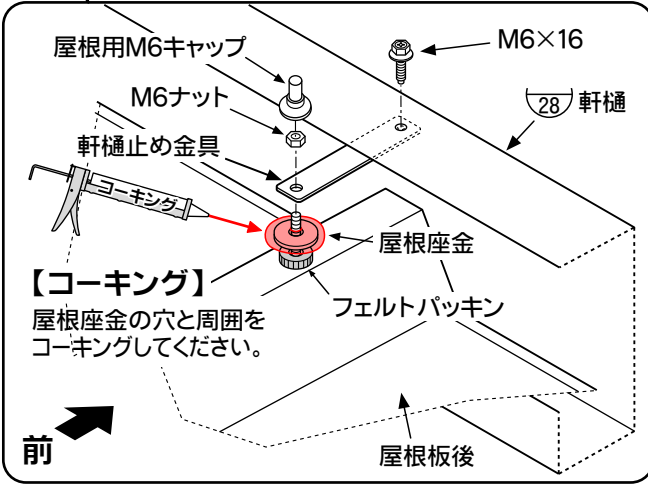 屋根用M6キャップ
M6×16
M6ナット
28 軒樋
軒樋止め金具
コーキング
屋根座金
【コーキング】
フェルトパッキン
屋根座金の穴と周囲を
コーキングしてください。
前
屋根板後